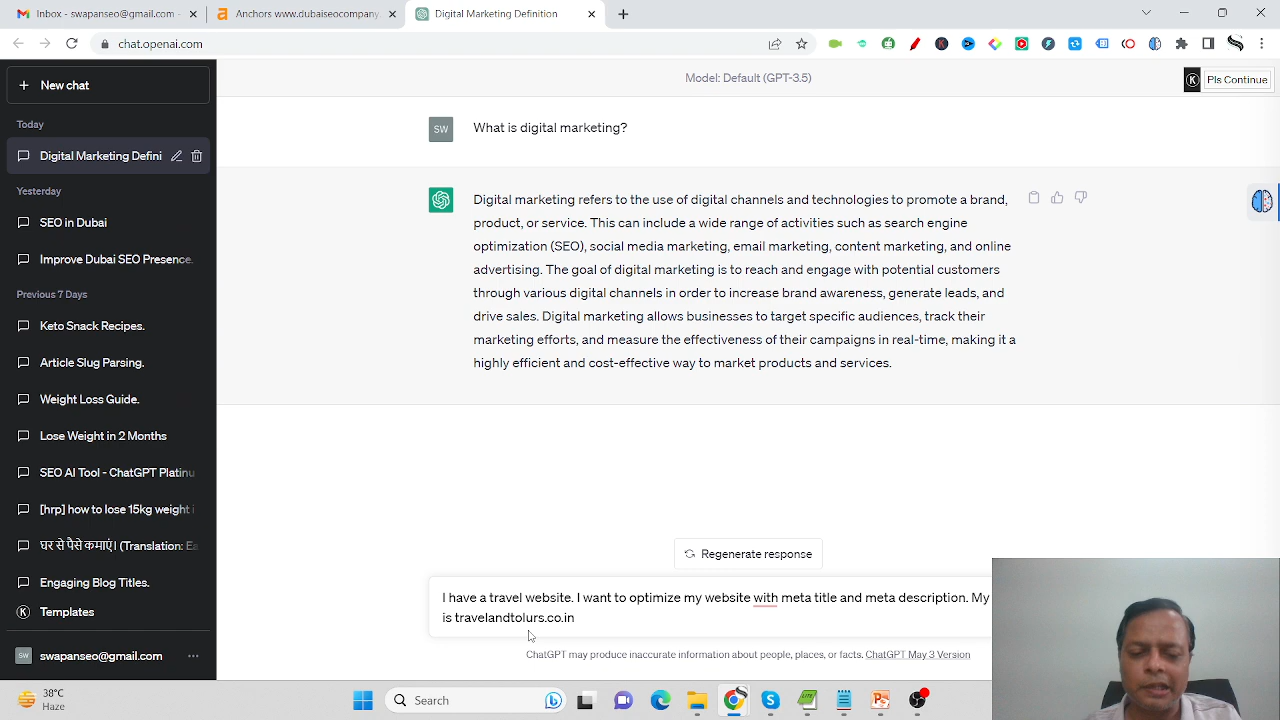 Inbox - swapanseo@gmail.com -
Anchors www.dubaiseocompany.
Digital Marketing Definition
chat.openai.com
New chat
Model: Default (GPT-3.5)
Pls Continue
Today
Digital Marketing Defini
Yesterday
SEO in Dubai
Improve Dubai SEO Presence.
Previous 7 Days
Keto Snack Recipes.
Article Slug Parsing.
Weight Loss Guide.
Lose Weight in 2 Months
SEO AI Tool - ChatGPT Platinu
[hrp] how to lose 15kg weight i
घर से पैसे कमाएं। (Translation: Ea
Engaging Blog Titles.
Templates
SW swapanseo@gmail.com
SW What is digital marketing?
Digital marketing refers to the use of digital channels and technologies to promote a brand,
product, or service. This can include a wide range of activities such as search engine
optimization (SEO), social media marketing, email marketing, content marketing, and online
advertising. The goal of digital marketing is to reach and engage with potential customers
through various digital channels in order to increase brand awareness, generate leads, and
drive sales. Digital marketing allows businesses to target specific audiences, track their
marketing efforts, and measure the effectiveness of their campaigns in real-time, making it a
highly efficient and cost-effective way to market products and services.
Regenerate response
I have a travel website. I want to optimize my website with meta title and meta description. My
is travelandtolurs.co.in
ChatGPT may produce inaccurate information about people, places, or facts. ChatGPT May 3 Version
38°C
Haze
Search